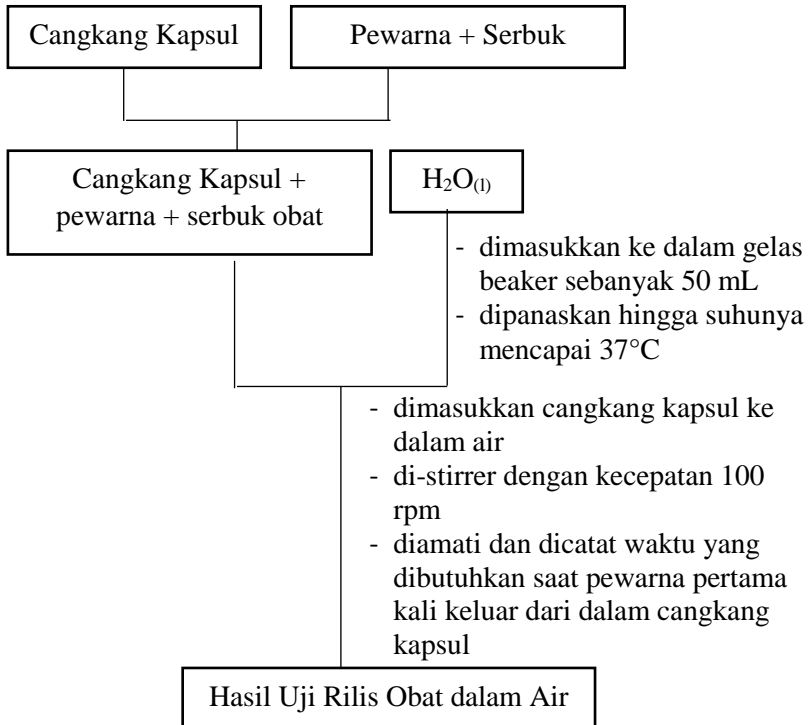 Cangkang Kapsul
Pewarna + Serbuk
Cangkang Kapsul +
pewarna + serbuk obat
H₂O₍ₗ₎
- dimasukkan ke dalam gelas
beaker sebanyak 50 mL
- dipanaskan hingga suhunya
mencapai 37°C
- dimasukkan cangkang kapsul ke
dalam air
- di-stirrer dengan kecepatan 100
rpm
- diamati dan dicatat waktu yang
dibutuhkan saat pewarna pertama
kali keluar dari dalam cangkang
kapsul
Hasil Uji Rilis Obat dalam Air